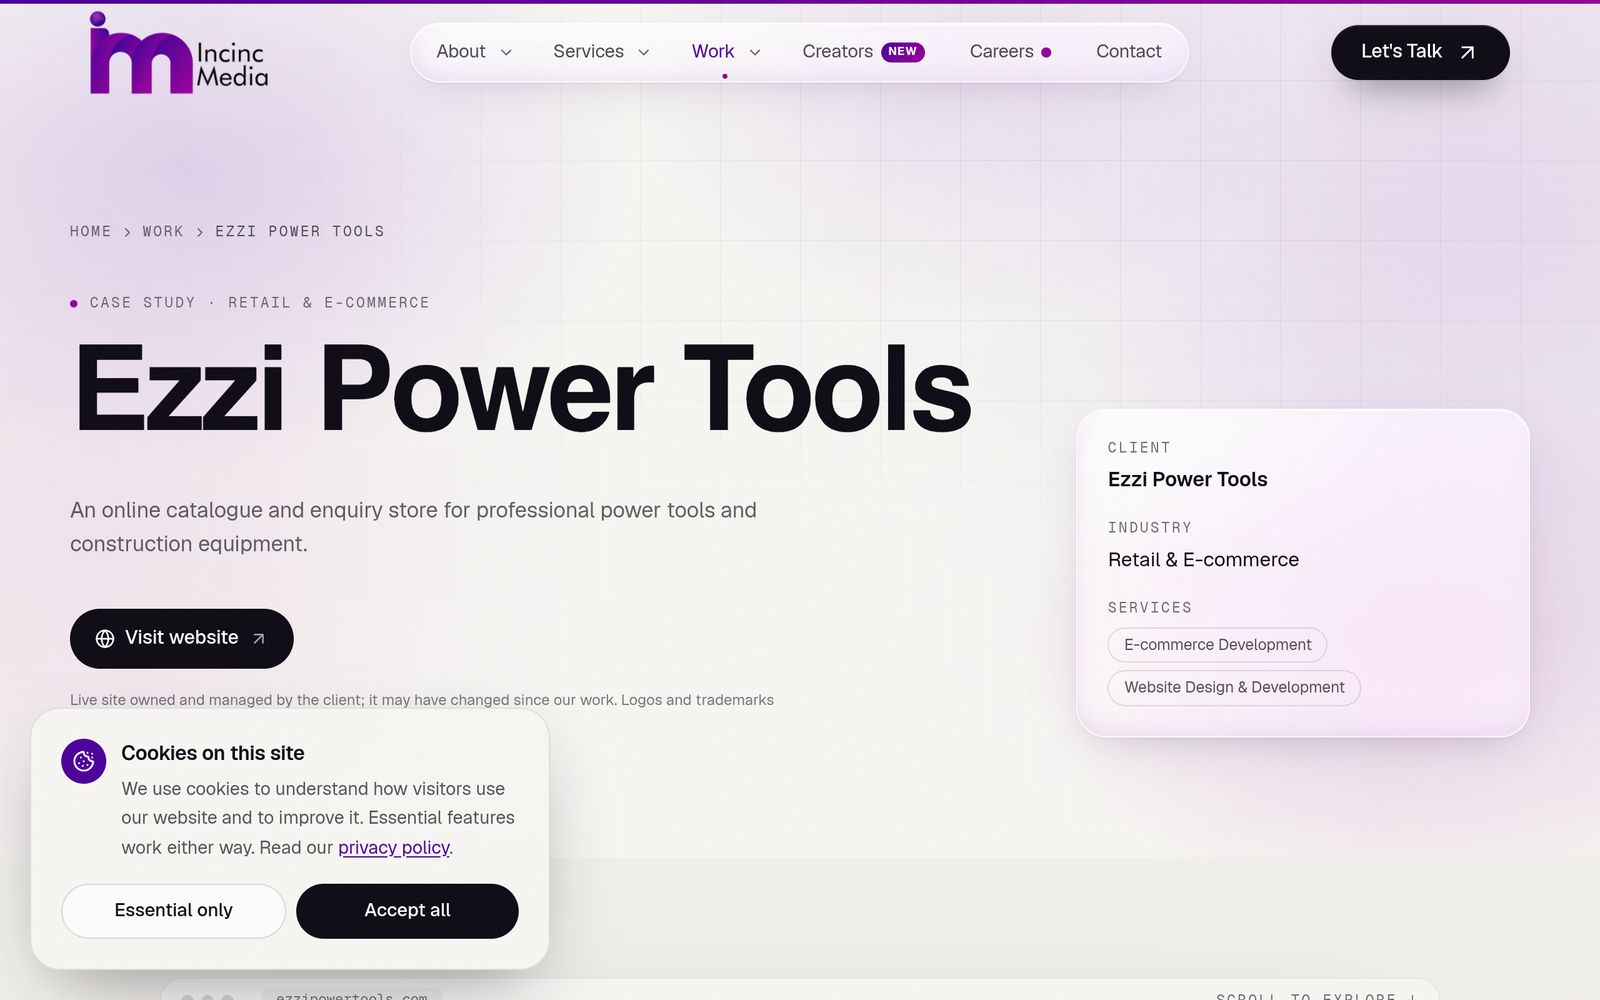 Incinc
Media
About
Services
Work
Creators NEW
Careers
Contact
Let's Talk
HOME > WORK > EZZI POWER TOOLS
CASE STUDY · RETAIL & E-COMMERCE
Ezzi Power Tools
An online catalogue and enquiry store for professional power tools and
construction equipment.
Visit website
Live site owned and managed by the client; it may have changed since our work. Logos and trademarks
CLIENT
Ezzi Power Tools
INDUSTRY
Retail & E-commerce
SERVICES
E-commerce Development
Website Design & Development
Cookies on this site
We use cookies to understand how visitors use
our website and to improve it. Essential features
work either way. Read our privacy policy.
Essential only
Accept all
ezzipowertools.com
SCROLL TO EXPLORE ↓